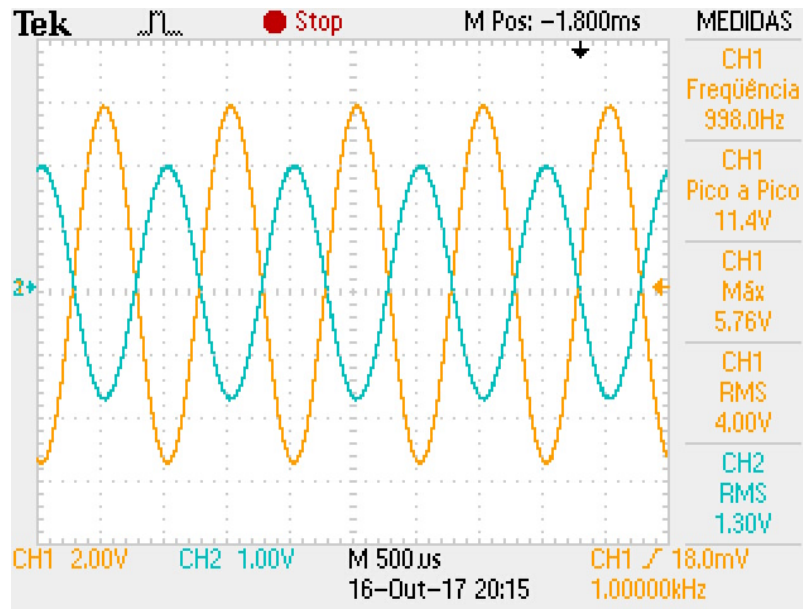 Tek Stop M Pos: -1.800ms MEDIDAS
CH1
Freqüência
998.0Hz
CH1
Pico a Pico
11.4V
CH1
Máx
5.76V
CH1
RMS
4.00V
CH2
RMS
1.30V
2
CH1 2.00V CH2 1.00V M 500us CH1 18.0mV
16-Out-17 20:15 1.00000kHz